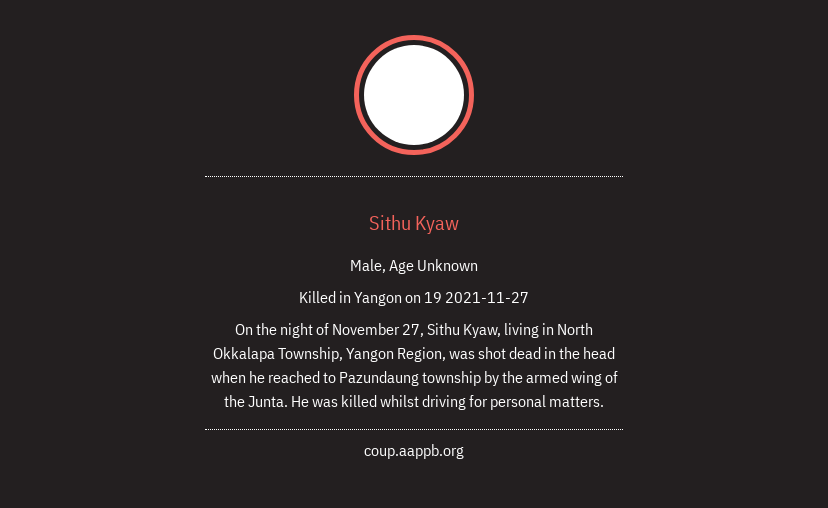 Sithu Kyaw
Male, Age Unknown
Killed in Yangon on 19 2021-11-27
On the night of November 27, Sithu Kyaw, living in North
Okkalapa Township, Yangon Region, was shot dead in the head
when he reached to Pazundaung township by the armed wing of
the Junta. He was killed whilst driving for personal matters.
coup.aappb.org